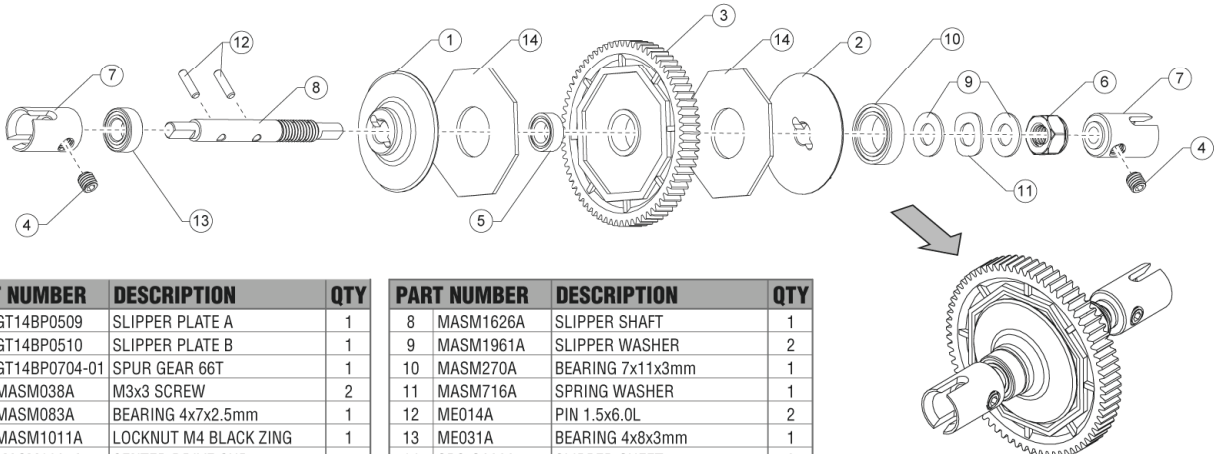 3
12
1
14
14
2
10
7
8
9
6
7
4
13
5
11
4
NUMBER DESCRIPTION QTY
GT14BP0509 SLIPPER PLATE A 1
GT14BP0510 SLIPPER PLATE B 1
GT14BP0704-01 SPUR GEAR 66T 1
MASM038A M3x3 SCREW 2
MASM083A BEARING 4x7x2.5mm 1
MASM1011A LOCKNUT M4 BLACK ZING 1
PART NUMBER DESCRIPTION QTY
8 MASM1626A SLIPPER SHAFT 1
9 MASM1961A SLIPPER WASHER 2
10 MASM270A BEARING 7x11x3mm 1
11 MASM716A SPRING WASHER 1
12 ME014A PIN 1.5x6.0L 2
13 ME031A BEARING 4x8x3mm 1